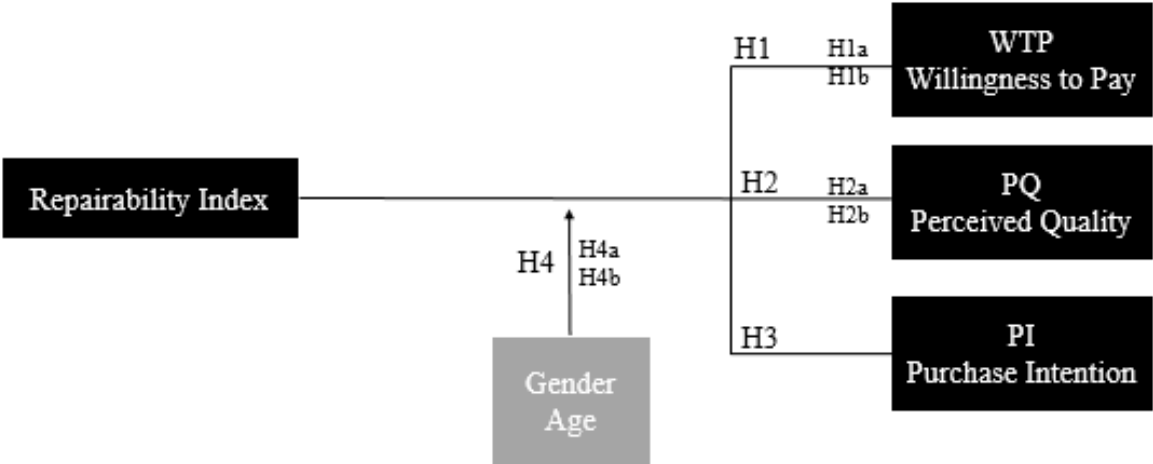 H1
H1a
H1b
WTP
Willingness to Pay
Repairability Index
H2
H2a
H2b
PQ
Perceived Quality
H4
H4a
H4b
H3
PI
Purchase Intention
Gender
Age